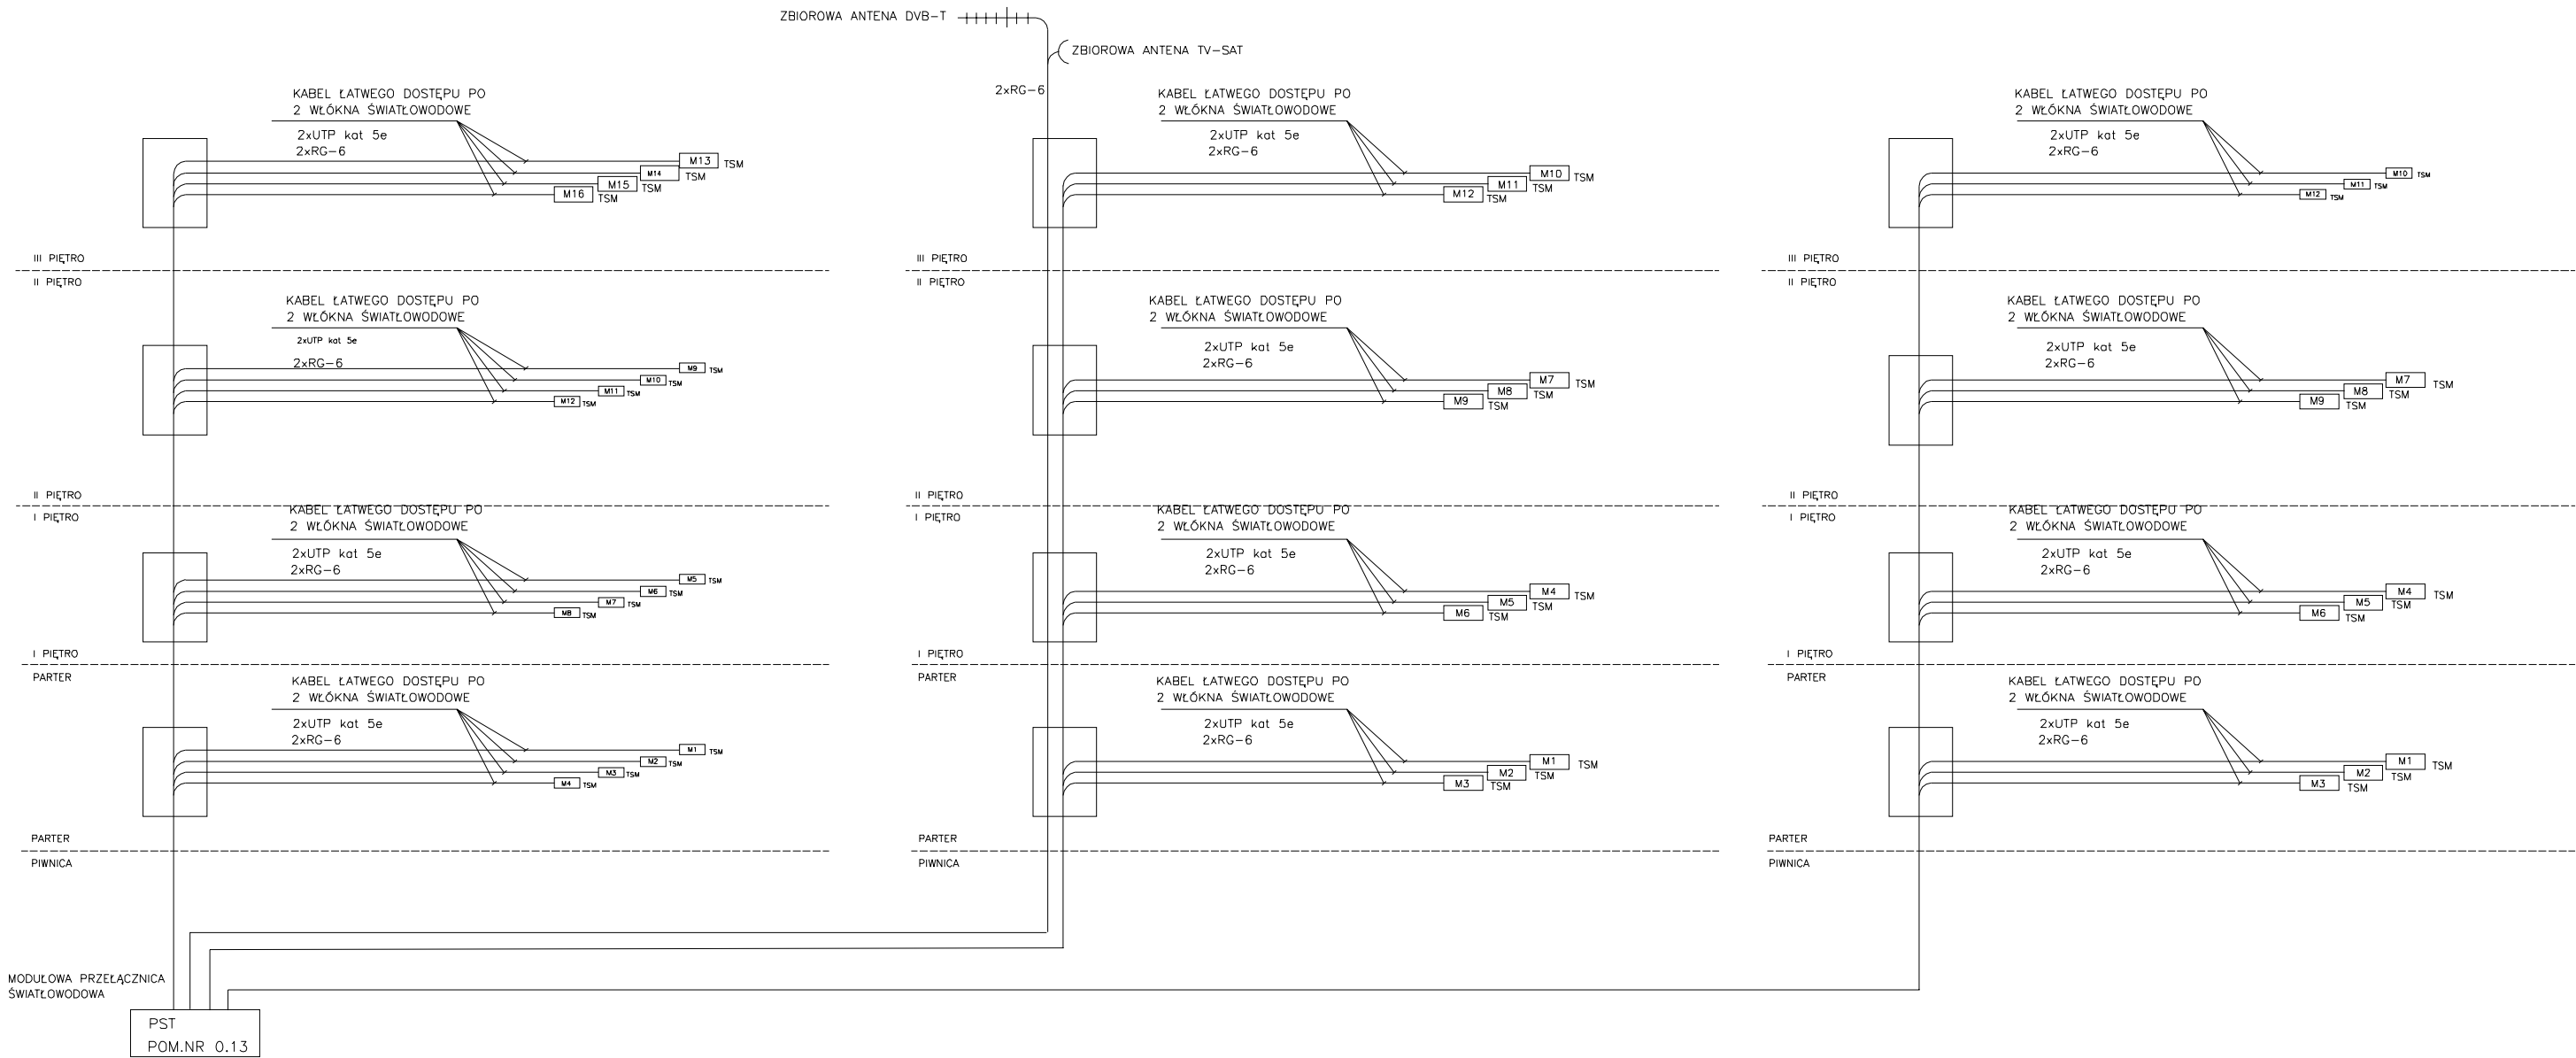 ZBIOROWA ANTENA DVB-T
ZBIOROWA ANTENA TV-SAT
2xRG-6
KABEL ŁATWEGO DOSTĘPU PO
2 WŁÓKNA ŚWIATŁOWODOWE
2xUTP kat 5e
2xRG-6
M13 TSM
M14 TSM
M15 TSM
M16 TSM
III PIĘTRO
II PIĘTRO
KABEL ŁATWEGO DOSTĘPU PO
2 WŁÓKNA ŚWIATŁOWODOWE
2xUTP kat 5e
2xRG-6
M9 TSM
M10 TSM
M11 TSM
M12 TSM
II PIĘTRO
I PIĘTRO
KABEL ŁATWEGO DOSTĘPU PO
2 WŁÓKNA ŚWIATŁOWODOWE
2xUTP kat 5e
2xRG-6
M5 TSM
M6 TSM
M7 TSM
M8 TSM
I PIĘTRO
PARTER
KABEL ŁATWEGO DOSTĘPU PO
2 WŁÓKNA ŚWIATŁOWODOWE
2xUTP kat 5e
2xRG-6
M1 TSM
M2 TSM
M3 TSM
M4 TSM
PARTER
PIWNICA
KABEL ŁATWEGO DOSTĘPU PO
2 WŁÓKNA ŚWIATŁOWODOWE
2xUTP kat 5e
2xRG-6
M10 TSM
M11 TSM
M12 TSM
III PIĘTRO
II PIĘTRO
KABEL ŁATWEGO DOSTĘPU PO
2 WŁÓKNA ŚWIATŁOWODOWE
2xUTP kat 5e
2xRG-6
M7 TSM
M8 TSM
M9 TSM
II PIĘTRO
I PIĘTRO
KABEL ŁATWEGO DOSTĘPU PO
2 WŁÓKNA ŚWIATŁOWODOWE
2xUTP kat 5e
2xRG-6
M4 TSM
M5 TSM
M6 TSM
I PIĘTRO
PARTER
KABEL ŁATWEGO DOSTĘPU PO
2 WŁÓKNA ŚWIATŁOWODOWE
2xUTP kat 5e
2xRG-6
M1 TSM
M2 TSM
M3 TSM
PARTER
PIWNICA
KABEL ŁATWEGO DOSTĘPU PO
2 WŁÓKNA ŚWIATŁOWODOWE
2xUTP kat 5e
2xRG-6
M10 TSM
M11 TSM
M12 TSM
III PIĘTRO
II PIĘTRO
KABEL ŁATWEGO DOSTĘPU PO
2 WŁÓKNA ŚWIATŁOWODOWE
2xUTP kat 5e
2xRG-6
M7 TSM
M8 TSM
M9 TSM
II PIĘTRO
I PIĘTRO
KABEL ŁATWEGO DOSTĘPU PO
2 WŁÓKNA ŚWIATŁOWODOWE
2xUTP kat 5e
2xRG-6
M4 TSM
M5 TSM
M6 TSM
I PIĘTRO
PARTER
KABEL ŁATWEGO DOSTĘPU PO
2 WŁÓKNA ŚWIATŁOWODOWE
2xUTP kat 5e
2xRG-6
M1 TSM
M2 TSM
M3 TSM
PARTER
PIWNICA
MODUŁOWA PRZEŁĄCZNICA
ŚWIATŁOWODOWA
PST
POM.NR 0.13